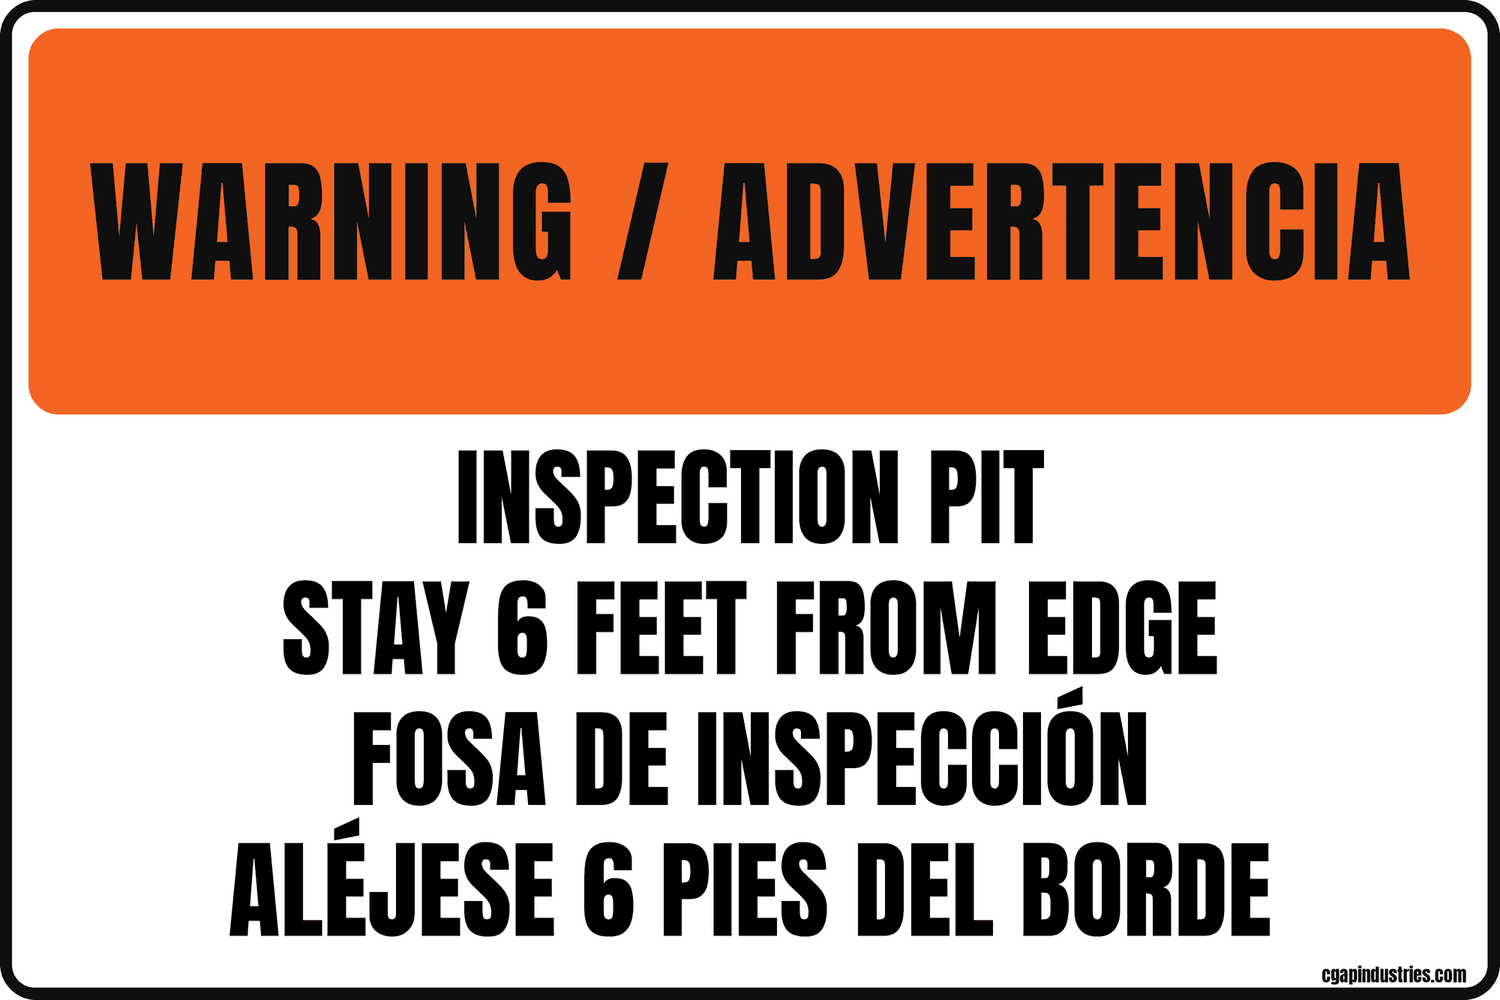 WARNING / ADVERTENCIA
INSPECTION PIT
STAY 6 FEET FROM EDGE
FOSA DE INSPECCIÓN
ALÉJESE 6 PIES DEL BORDE
cgapindustries.com